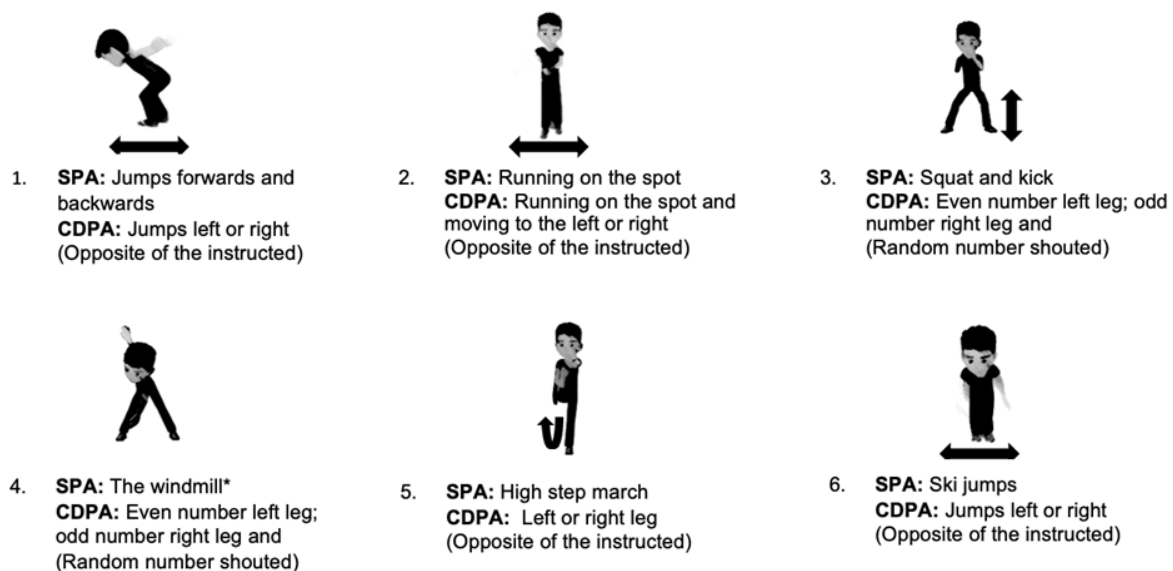 1. SPA: Jumps forwards and
backwards
CDPA: Jumps left or right
(Opposite of the instructed)
2. SPA: Running on the spot
CDPA: Running on the spot and
moving to the left or right
(Opposite of the instructed)
3. SPA: Squat and kick
CDPA: Even number left leg; odd
number right leg and
(Random number shouted)
4. SPA: The windmill*
CDPA: Even number left leg;
odd number right leg and
(Random number shouted)
5. SPA: High step march
CDPA: Left or right leg
(Opposite of the instructed)
6. SPA: Ski jumps
CDPA: Jumps left or right
(Opposite of the instructed)